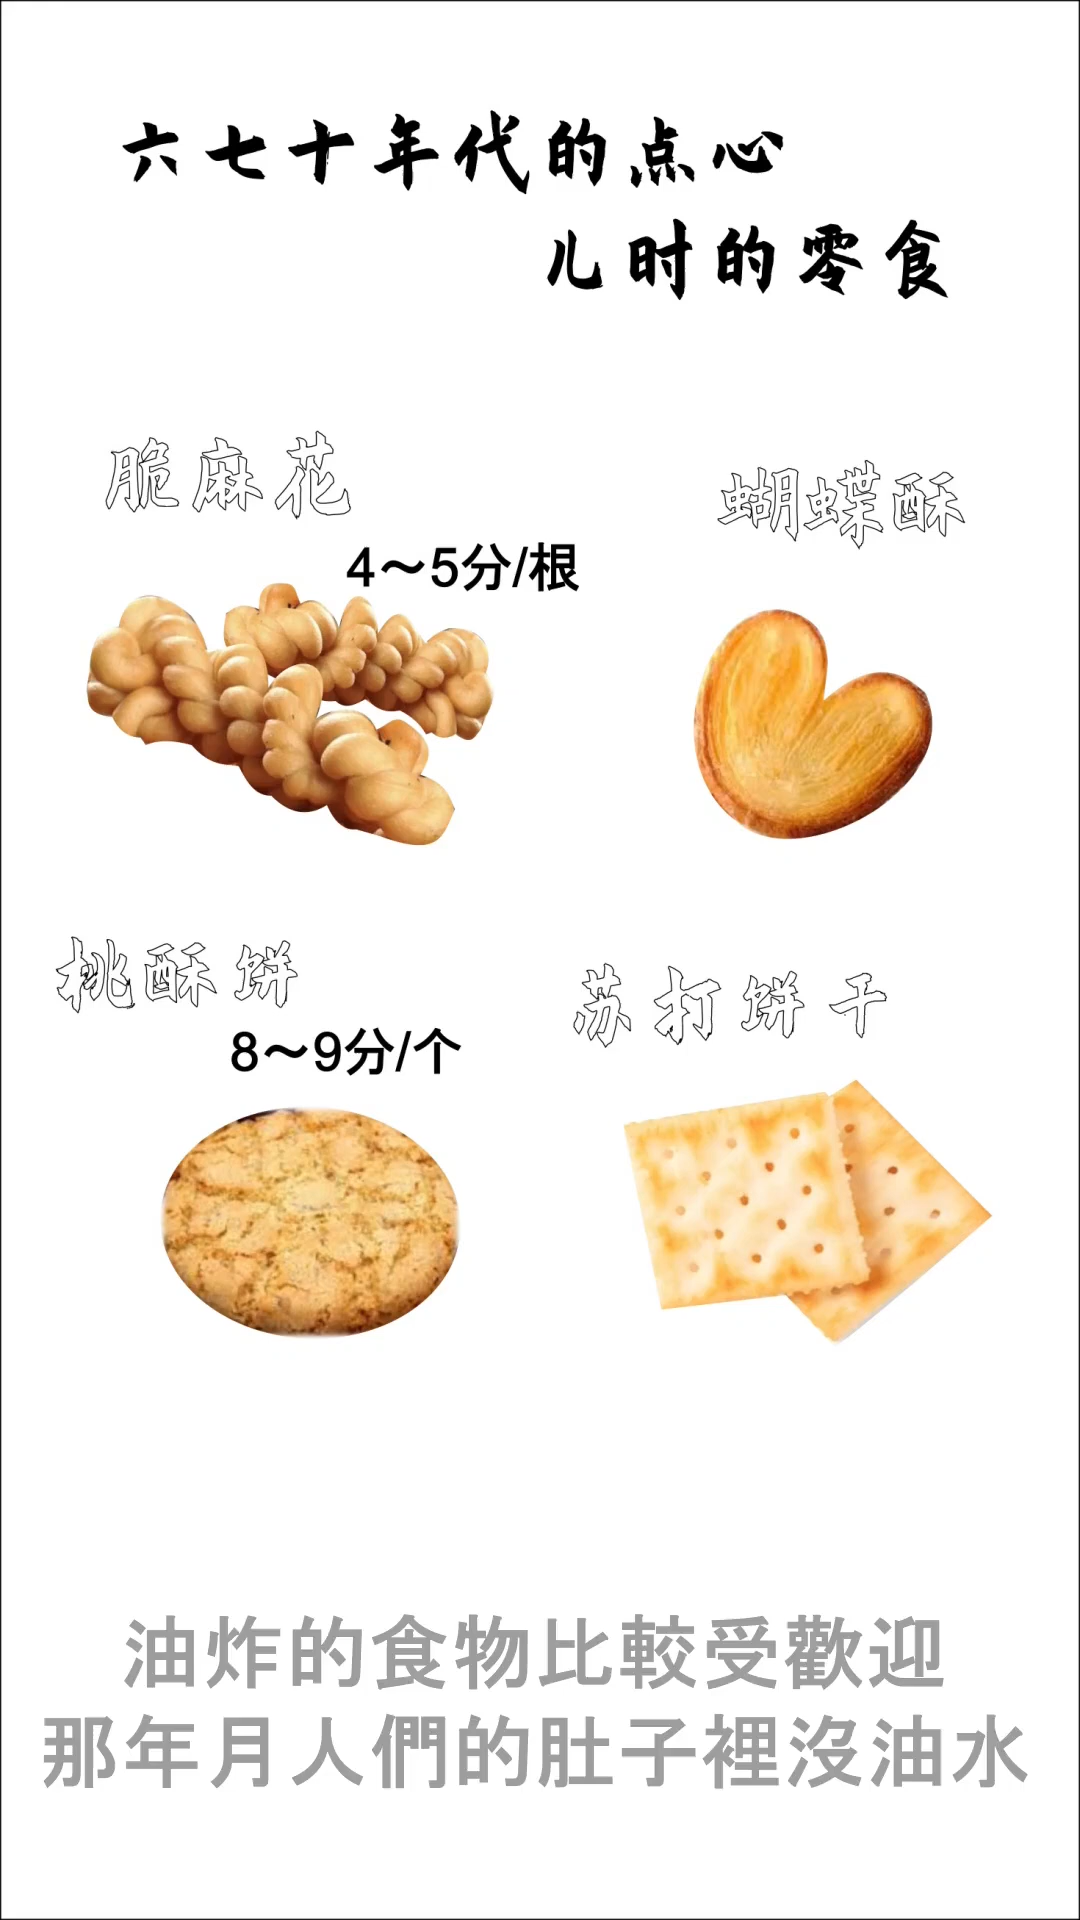 六七十年代的点心
儿时的零食
脆麻花
蝴蝶酥
4～5分/根
桃酥饼
苏打饼干
8～9分/个
油炸的食物比較受歡迎
那年月人們的肚子裡沒油水